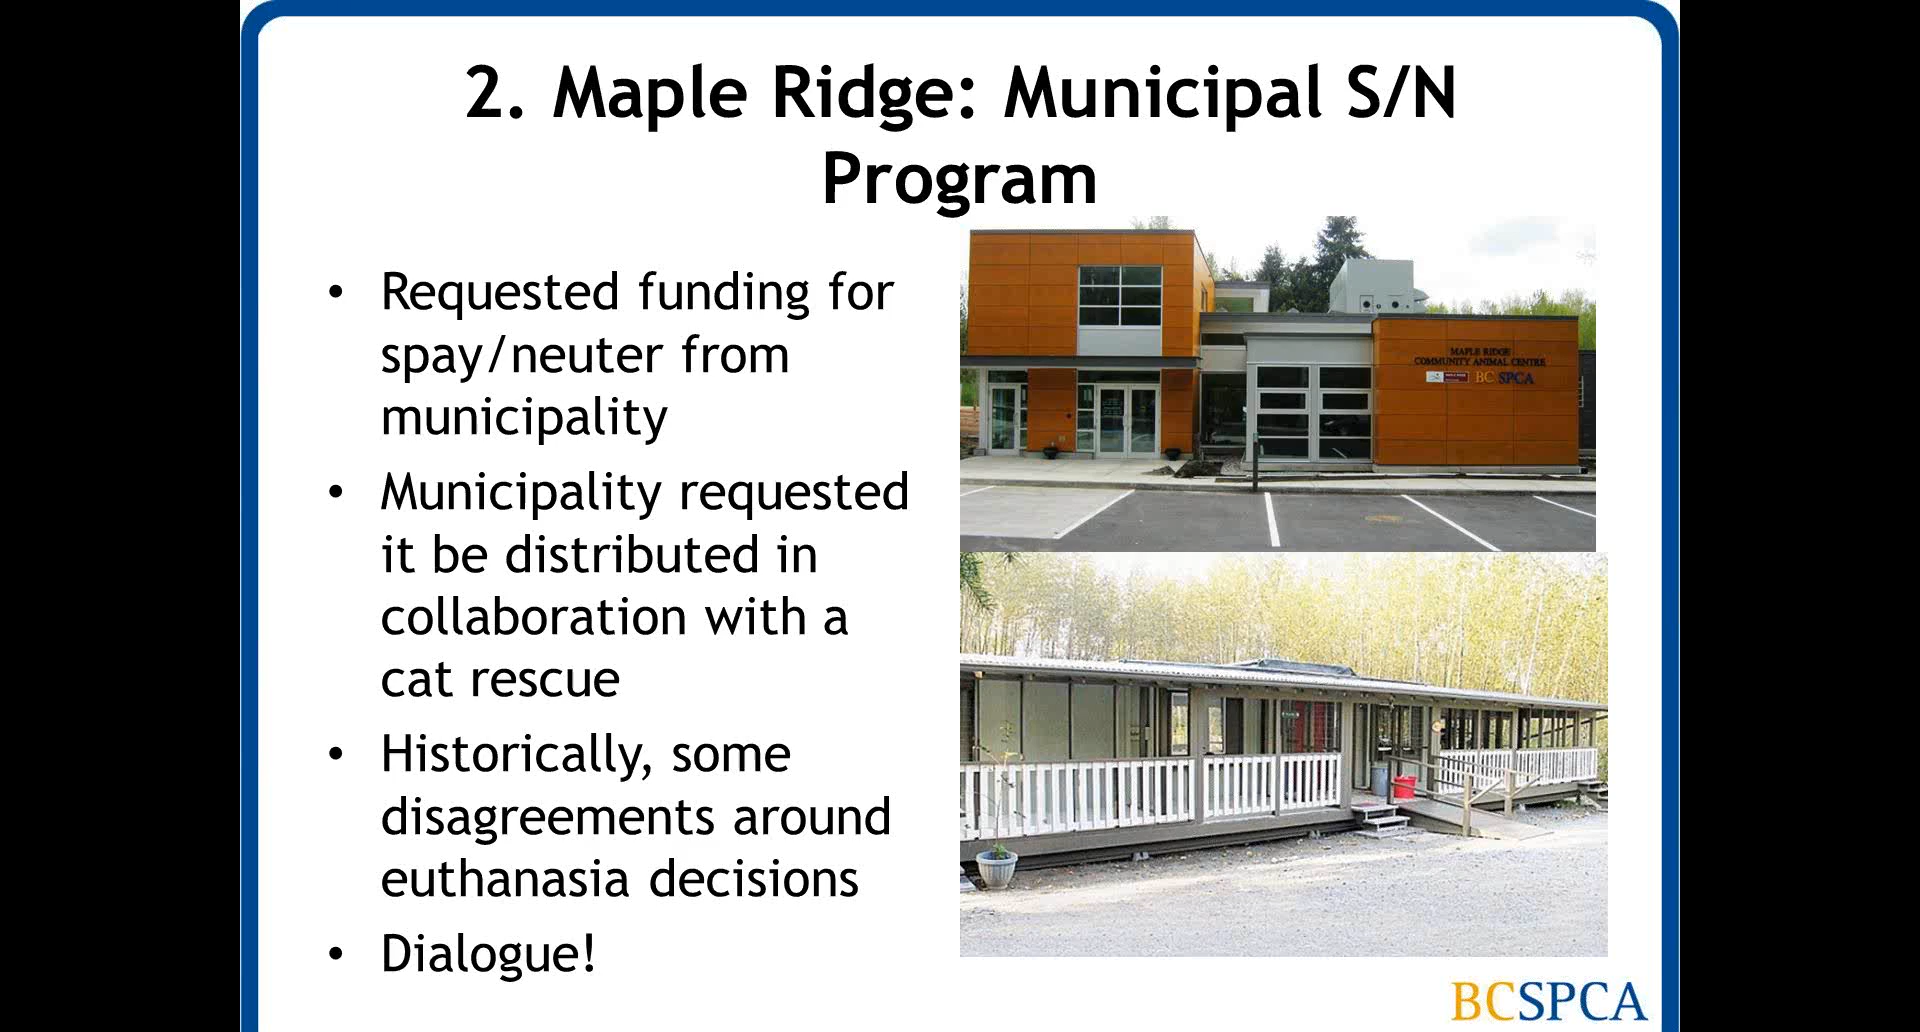 2. Maple Ridge: Municipal S/N
Program
• Requested funding for
spay/neuter from
municipality
• Municipality requested
it be distributed in
collaboration with a
cat rescue
• Historically, some
disagreements around
euthanasia decisions
• Dialogue!
MAPLE RIDGE
COMMUNITY ANIMAL CENTRE
BC SPCA
BCSPCA